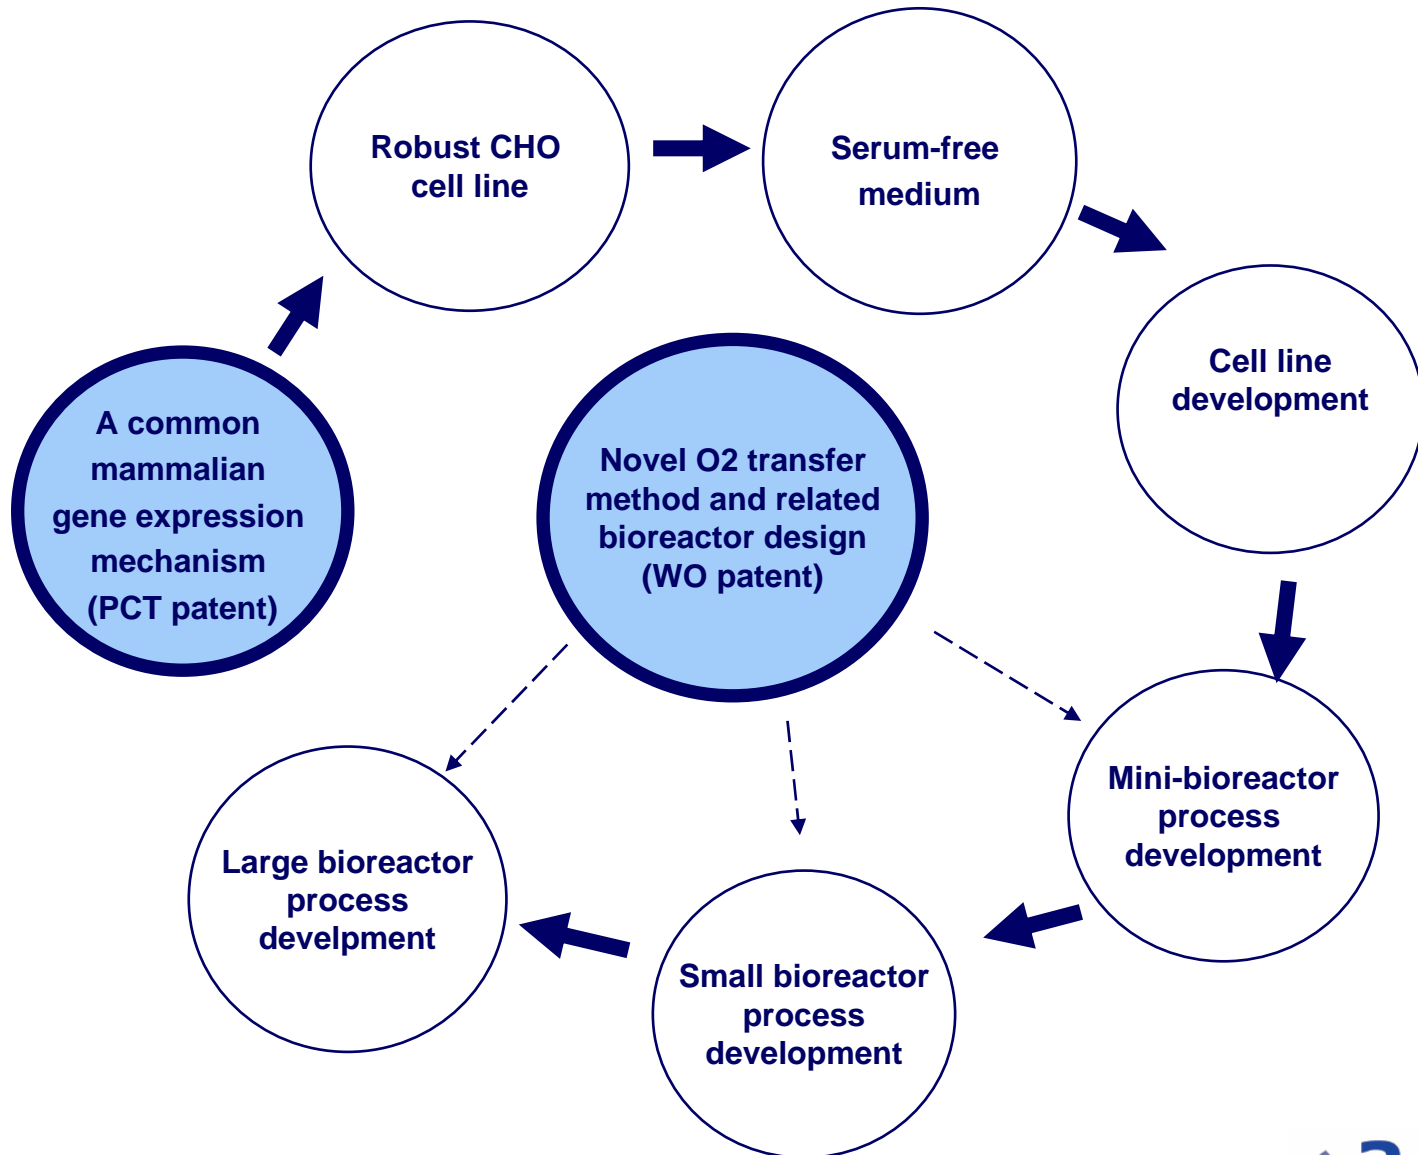 Robust CHO
cell line
Serum-free
medium
Cell line
development
A common
mammalian
gene expression
mechanism
(PCT patent)
Novel O2 transfer
method and related
bioreactor design
(WO patent)
Mini-bioreactor
process
development
Large bioreactor
process
develpment
Small bioreactor
process
development